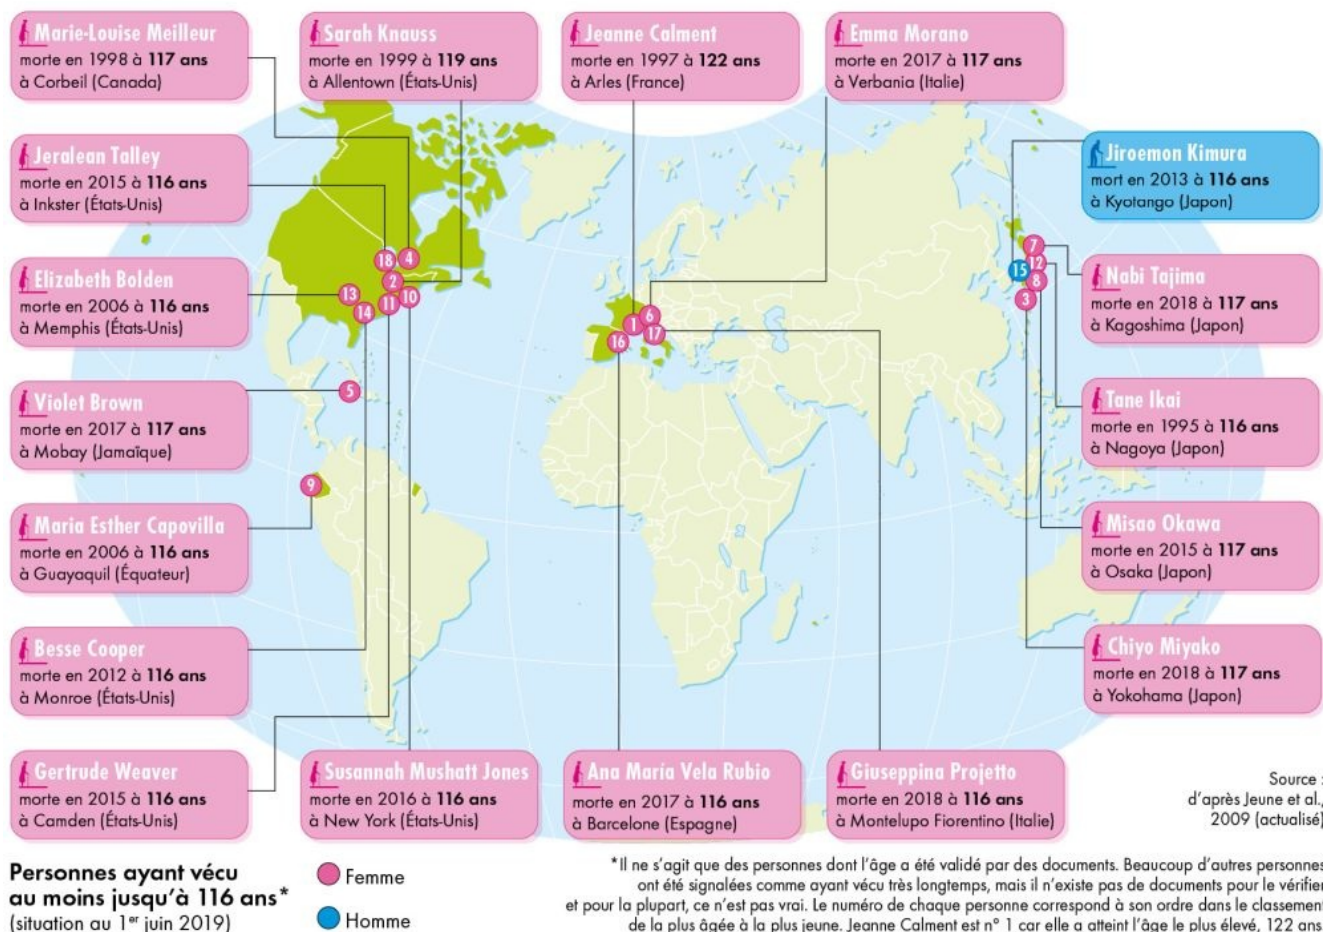 Marie-Louise Meilleur
morte en 1998 à 117 ans
à Corbeil (Canada)
Sarah Knauss
morte en 1999 à 119 ans
à Allentown (États-Unis)
Jeanne Calment
morte en 1997 à 122 ans
à Arles (France)
Emma Morano
morte en 2017 à 117 ans
à Verbania (Italie)
Jeralean Talley
morte en 2015 à 116 ans
à Inkster (États-Unis)
Jiroemon Kimura
mort en 2013 à 116 ans
à Kyotango (Japon)
Elizabeth Bolden
morte en 2006 à 116 ans
à Memphis (États-Unis)
Nabi Tajima
morte en 2018 à 117 ans
à Kagoshima (Japon)
Violet Brown
morte en 2017 à 117 ans
à Mobay (Jamaïque)
Tane Ikai
morte en 1995 à 116 ans
à Nagoya (Japon)
Maria Esther Capovilla
morte en 2006 à 116 ans
à Guayaquil (Équateur)
Misao Okawa
morte en 2015 à 117 ans
à Osaka (Japon)
Besse Cooper
morte en 2012 à 116 ans
à Monroe (États-Unis)
Chiyo Miyako
morte en 2018 à 117 ans
à Yokohama (Japon)
Gertrude Weaver
morte en 2015 à 116 ans
à Camden (États-Unis)
Susannah Mushatt Jones
morte en 2016 à 116 ans
à New York (États-Unis)
Ana María Vela Rubio
morte en 2017 à 116 ans
à Barcelone (Espagne)
Giuseppina Projetto
morte en 2018 à 116 ans
à Montelupo Fiorentino (Italie)
18
4
2
13
11
10
14
5
9
1
6
16
17
7
12
15
8
3
Source :
d'après Jeune et al.,
2009 (actualisé)
Personnes ayant vécu
au moins jusqu'à 116 ans*
(situation au 1er juin 2019)
Femme
Homme
*Il ne s'agit que des personnes dont l'âge a été validé par des documents. Beaucoup d'autres personnes
ont été signalées comme ayant vécu très longtemps, mais il n'existe pas de documents pour le vérifier
et pour la plupart, ce n'est pas vrai. Le numéro de chaque personne correspond à son ordre dans le classement
de la plus âgée à la plus jeune. Jeanne Calment est n° 1 car elle a atteint l'âge le plus élevé, 122 ans